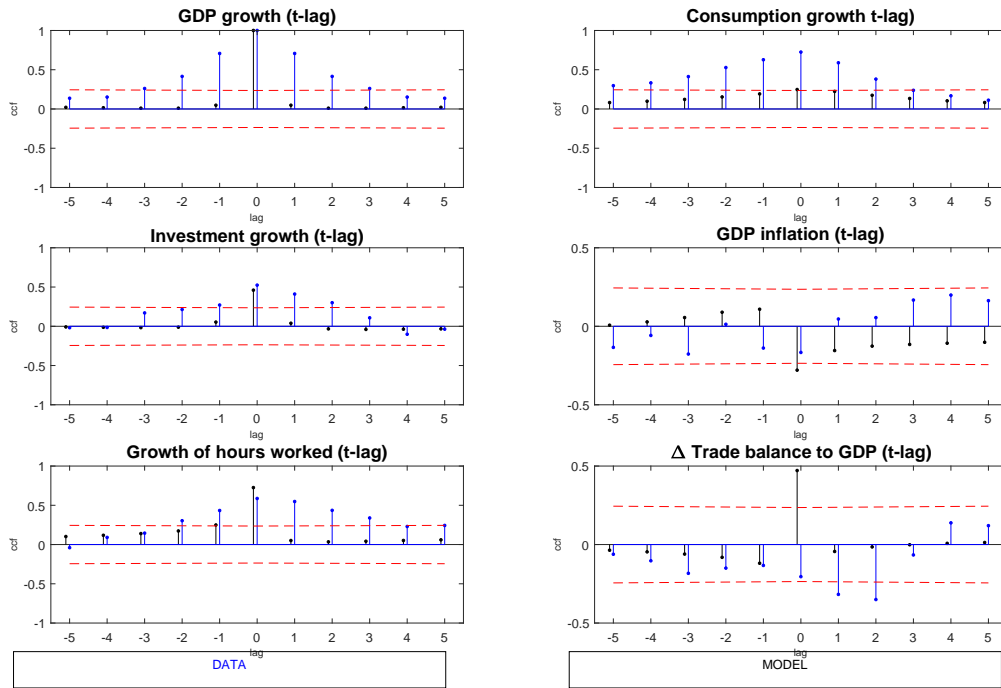 GDP growth (t-lag)
1
0.5
0
-0.5
-1
ccf
-5 -4 -3 -2 -1 0 1 2 3 4 5
lag
Consumption growth t-lag)
1
0.5
0
-0.5
-1
ccf
-5 -4 -3 -2 -1 0 1 2 3 4 5
lag
Investment growth (t-lag)
1
0.5
0
-0.5
-1
ccf
-5 -4 -3 -2 -1 0 1 2 3 4 5
lag
GDP inflation (t-lag)
0.5
0
-0.5
ccf
-5 -4 -3 -2 -1 0 1 2 3 4 5
lag
Growth of hours worked (t-lag)
1
0.5
0
-0.5
-1
ccf
-5 -4 -3 -2 -1 0 1 2 3 4 5
lag
Δ Trade balance to GDP (t-lag)
0.5
0
-0.5
ccf
-5 -4 -3 -2 -1 0 1 2 3 4 5
lag
DATA
MODEL